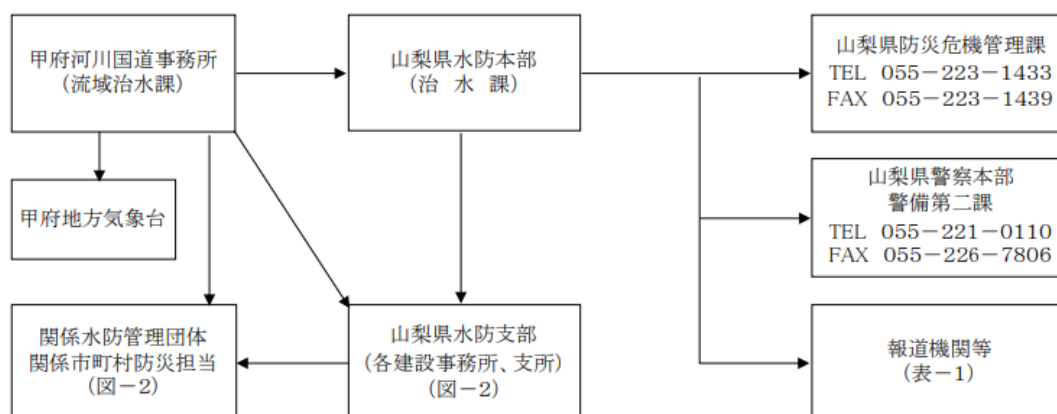 甲府河川国道事務所
(流域治水課)
山梨県水防本部
(治 水 課)
山梨県防災危機管理課
TEL 055－223－1433
FAX 055－223－1439
甲府地方気象台
山梨県警察本部
警備第二課
TEL 055－221－0110
FAX 055－226－7806
関係水防管理団体
関係市町村防災担当
(図－2)
山梨県水防支部
(各建設事務所、支所)
(図－2)
報道機関等
(表－1)